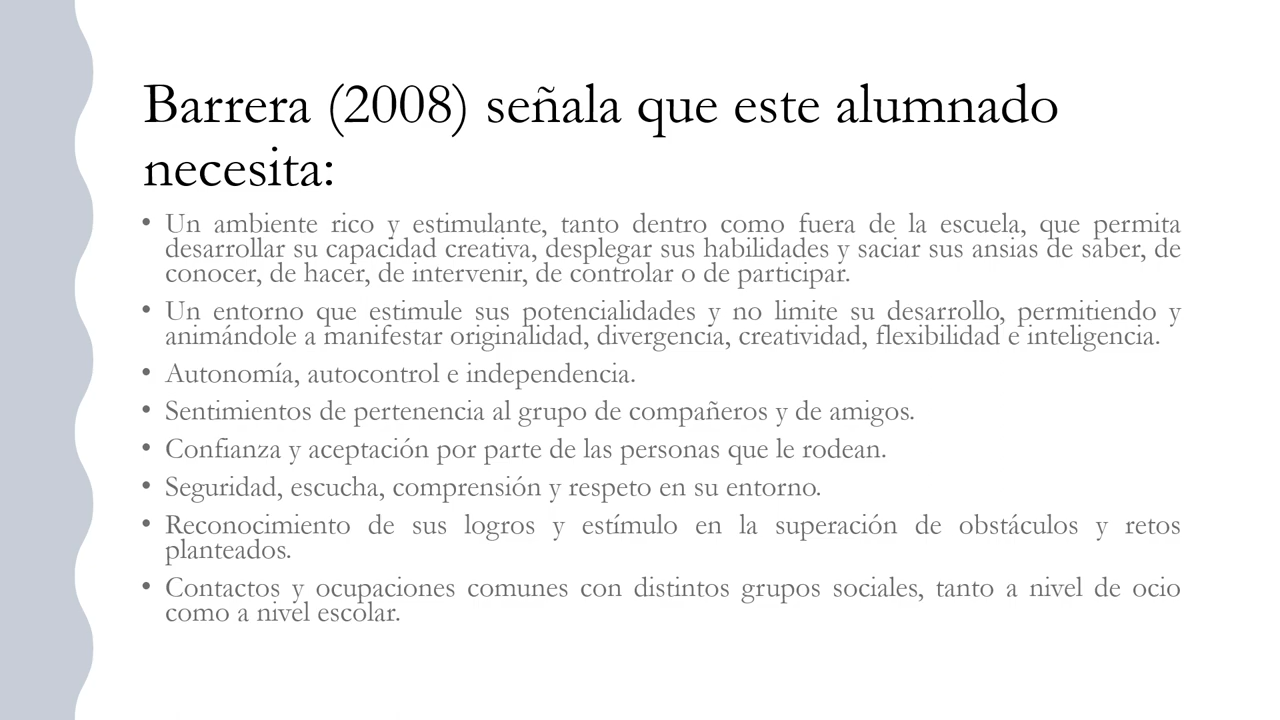 Barrera (2008) señala que este alumnado
necesita:
• Un ambiente rico y estimulante, tanto dentro como fuera de la escuela, que permita
desarrollar su capacidad creativa, desplegar sus habilidades y saciar sus ansias de saber, de
conocer, de hacer, de intervenir, de controlar o de participar.
• Un entorno que estimule sus potencialidades y no limite su desarrollo, permitiendo y
animándole a manifestar originalidad, divergencia, creatividad, flexibilidad e inteligencia.
• Autonomía, autocontrol e independencia.
• Sentimientos de pertenencia al grupo de compañeros y de amigos.
• Confianza y aceptación por parte de las personas que le rodean.
• Seguridad, escucha, comprensión y respeto en su entorno.
• Reconocimiento de sus logros y estímulo en la superación de obstáculos y retos
planteados.
• Contactos y ocupaciones comunes con distintos grupos sociales, tanto a nivel de ocio
como a nivel escolar.